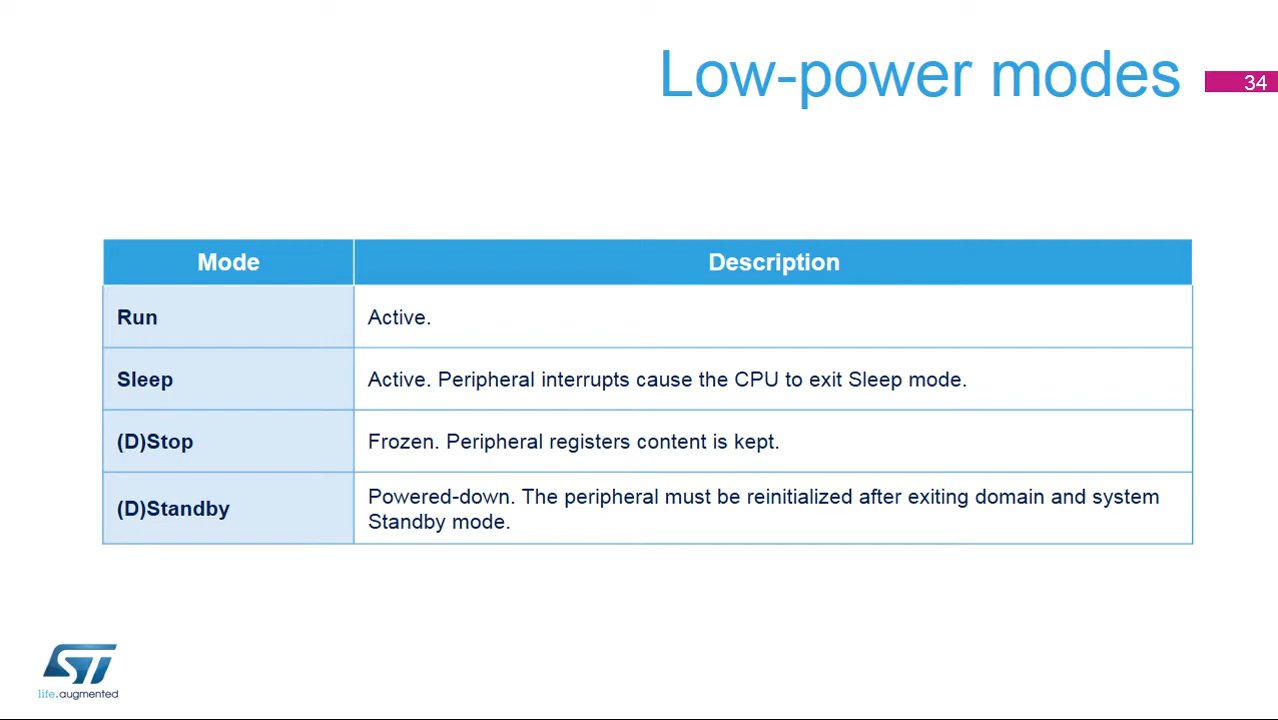 Low-power modes
34
Mode
Description
Run
Active.
Sleep
Active. Peripheral interrupts cause the CPU to exit Sleep mode.
(D)Stop
Frozen. Peripheral registers content is kept.
(D)Standby
Powered-down. The peripheral must be reinitialized after exiting domain and system
Standby mode.
ST
life.augmented